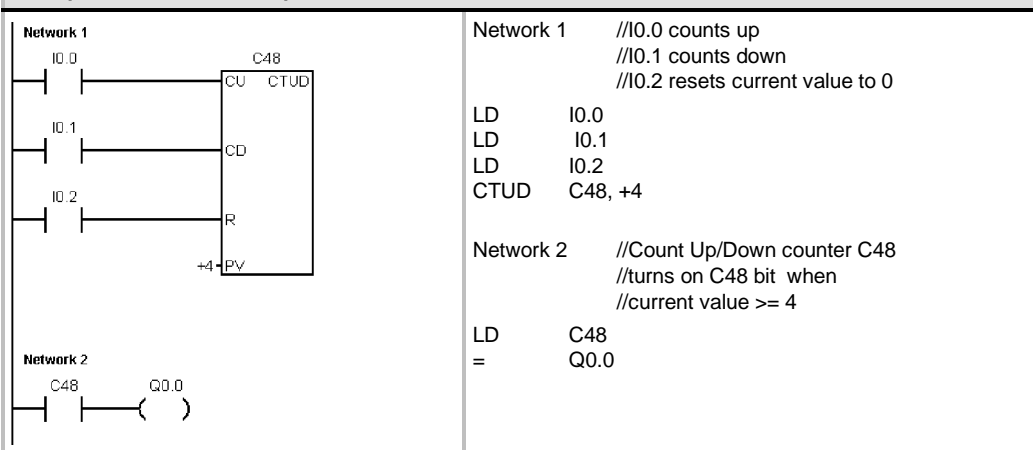 Network 1
I0.0
C48
CU CTUD
I0.1
CD
I0.2
R
+4 PV
Network 2
C48 Q0.0
Network 1 //I0.0 counts up
//I0.1 counts down
//I0.2 resets current value to 0
LD I0.0
LD I0.1
LD I0.2
CTUD C48, +4
Network 2 //Count Up/Down counter C48
//turns on C48 bit when
//current value >= 4
LD C48
= Q0.0